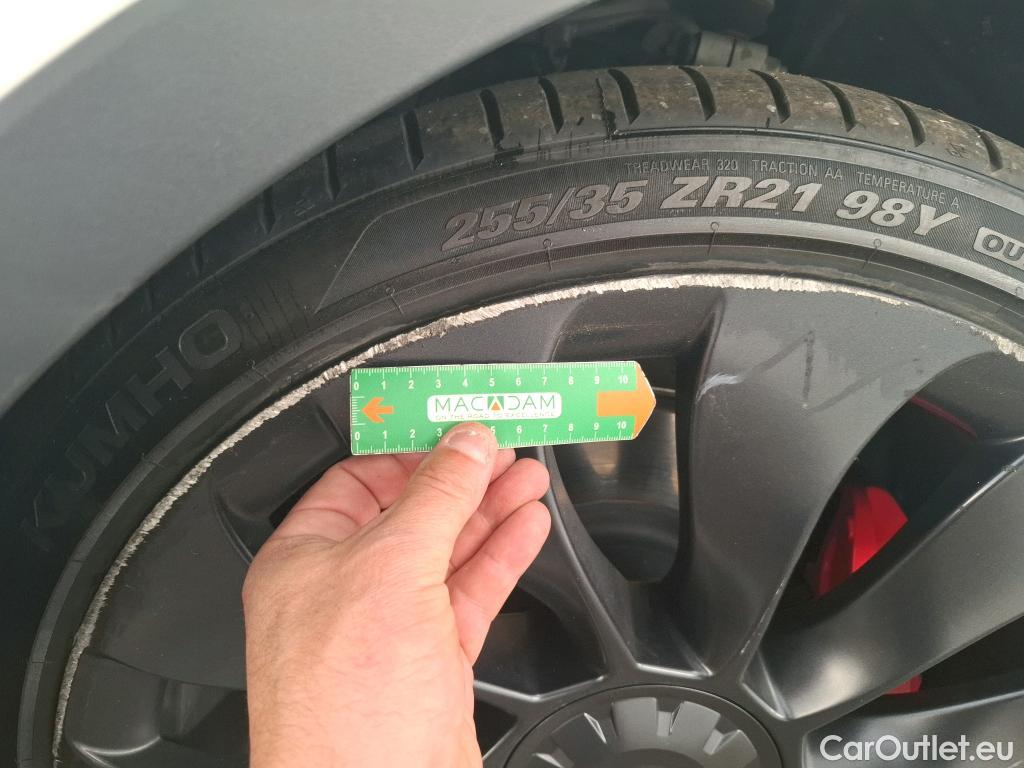 TREADWEAR 320 TRACTION AA TEMPERATURE A
255/35 ZR21 98Y
OU
KUMHO
0 1 2 3 4 5 6 7 8 9 10
MACADAM
ON THE ROAD TO EXCELLENCE
0 1 2 3 5 6 7 8 9 10
CarOutlet.eu